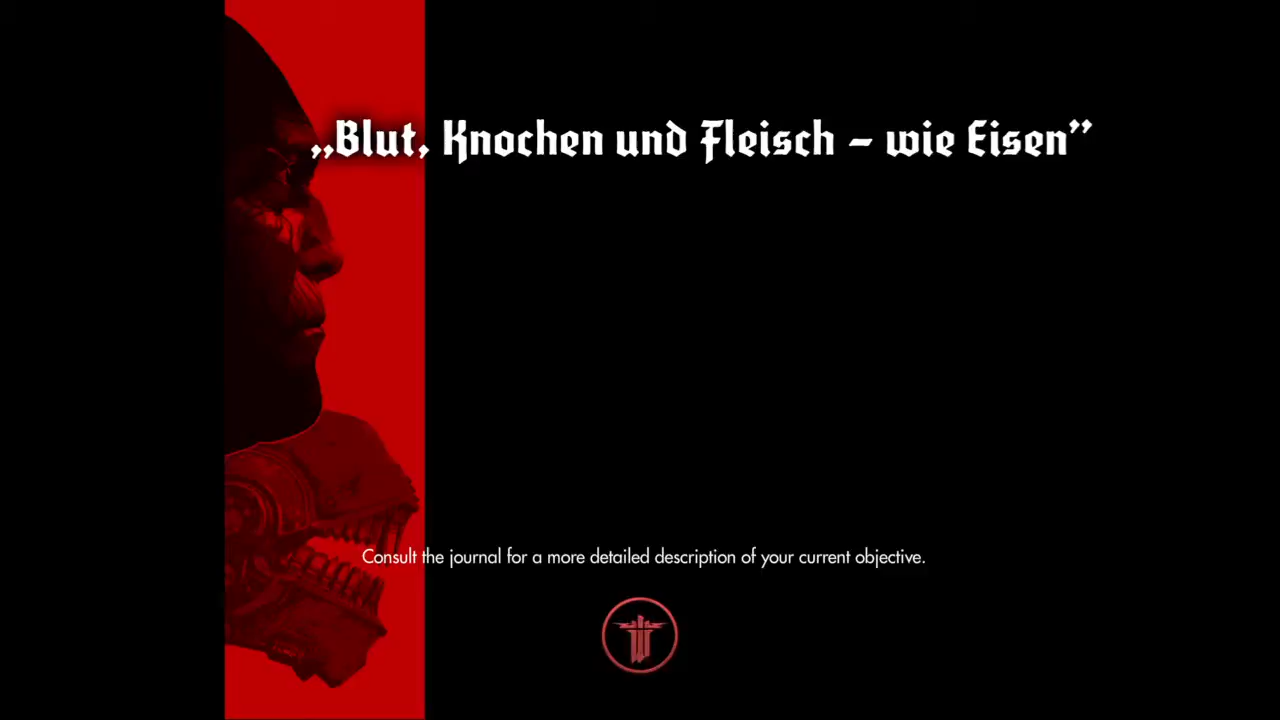 „Blut, Knochen und Fleisch – wie Eisen”
Consult the journal for a more detailed description of your current objective.